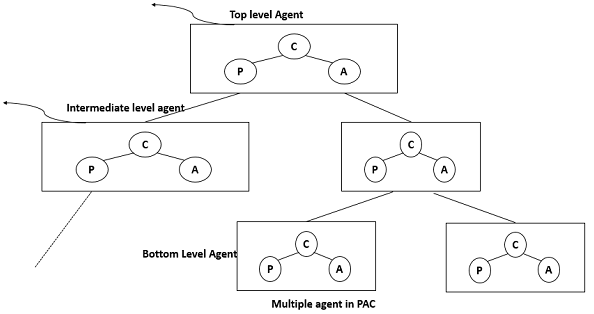 Top level Agent
C
P
A
Intermediate level agent
C
P
A
C
P
A
Bottom Level Agent
C
P
A
C
P
A
Multiple agent in PAC